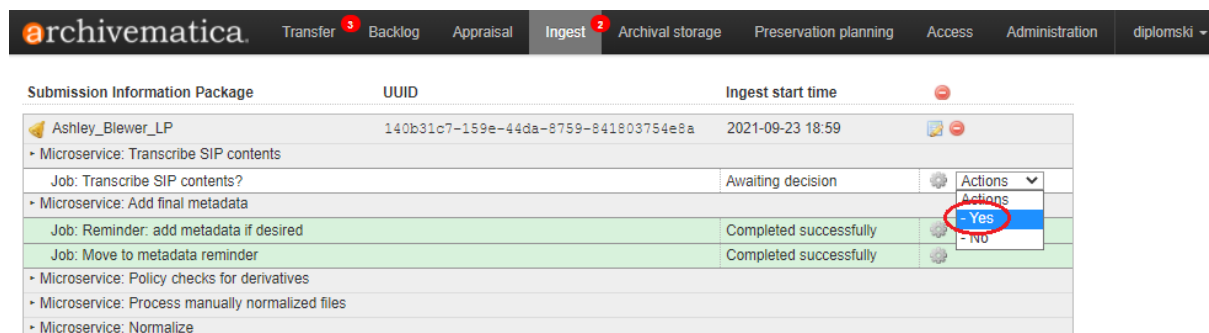 archivematica. Transfer 3 Backlog Appraisal Ingest 2 Archival storage Preservation planning Access Administration diplomski
Submission Information Package UUID Ingest start time
Ashley_Blewer_LP 140b31c7-159e-44da-8759-841803754e8a 2021-09-23 18:59
Microservice: Transcribe SIP contents
Job: Transcribe SIP contents? Awaiting decision Actions
Microservice: Add final metadata Actions
- Yes
Job: Reminder: add metadata if desired Completed successfully - No
Job: Move to metadata reminder Completed successfully
Microservice: Policy checks for derivatives
Microservice: Process manually normalized files
Microservice: Normalize